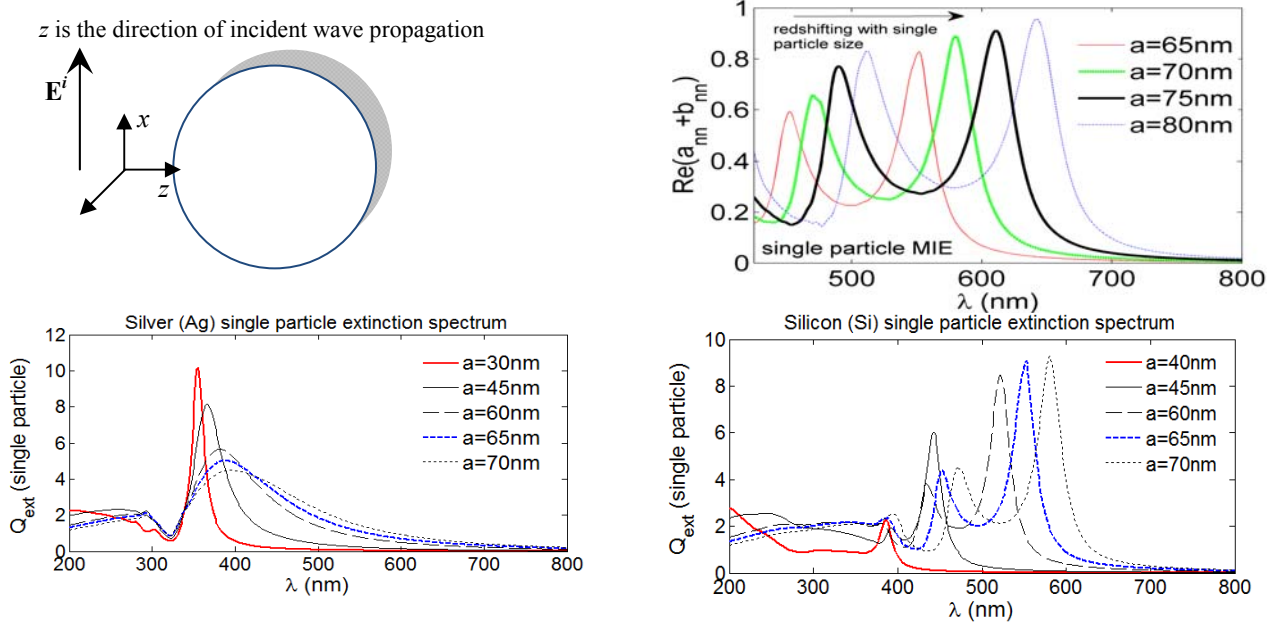 z is the direction of incident wave propagation
Eⁱ
x
z
1
0.8
0.6
0.4
0.2
0
Re(aₙₙ+bₙₙ)
redshifting with single
particle size
a=65nm
a=70nm
a=75nm
a=80nm
single particle MIE
500 600 700 800
λ (nm)
Silver (Ag) single particle extinction spectrum
12
10
8
6
4
2
0
Q_ext (single particle)
a=30nm
a=45nm
a=60nm
a=65nm
a=70nm
200 300 400 500 600 700 800
λ (nm)
Silicon (Si) single particle extinction spectrum
10
8
6
4
2
0
Q_ext (single particle)
a=40nm
a=45nm
a=60nm
a=65nm
a=70nm
200 300 400 500 600 700 800
λ (nm)